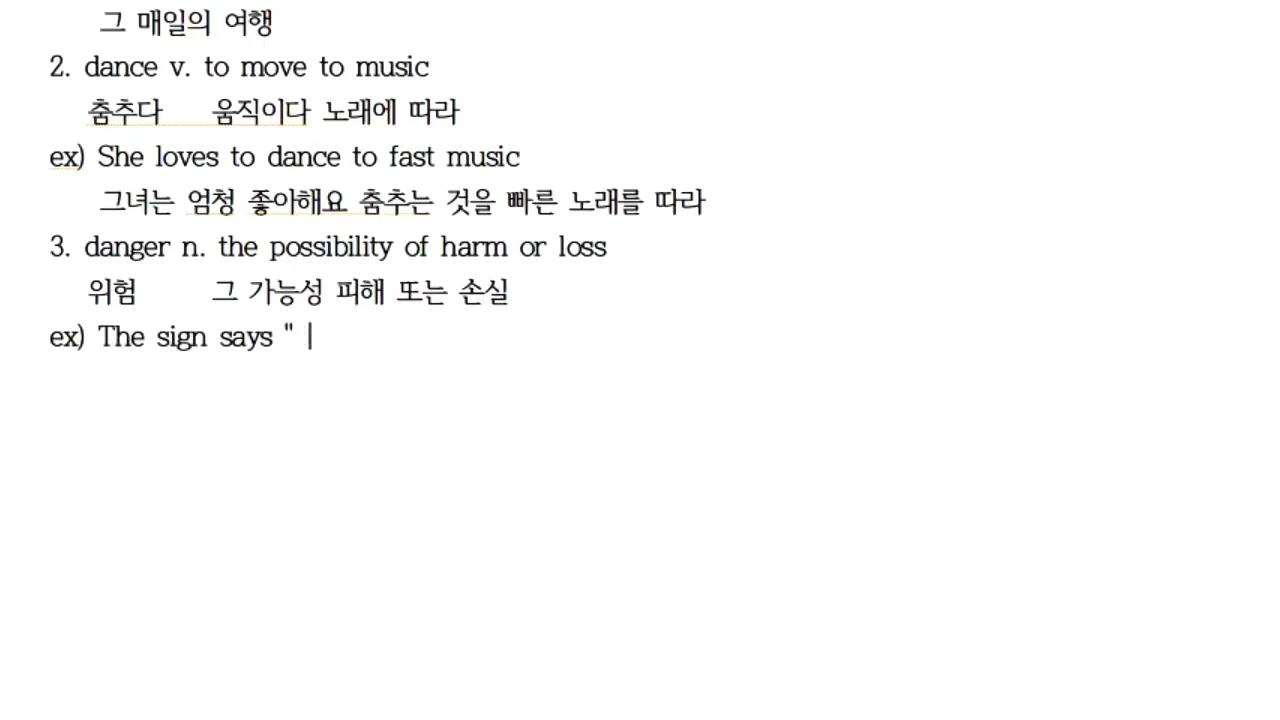 그 매일의 여행
2. dance v. to move to music
춤추다 움직이다 노래에 따라
ex) She loves to dance to fast music
그녀는 엄청 좋아해요 춤추는 것을 빠른 노래를 따라
3. danger n. the possibility of harm or loss
위험 그 가능성 피해 또는 손실
ex) The sign says "